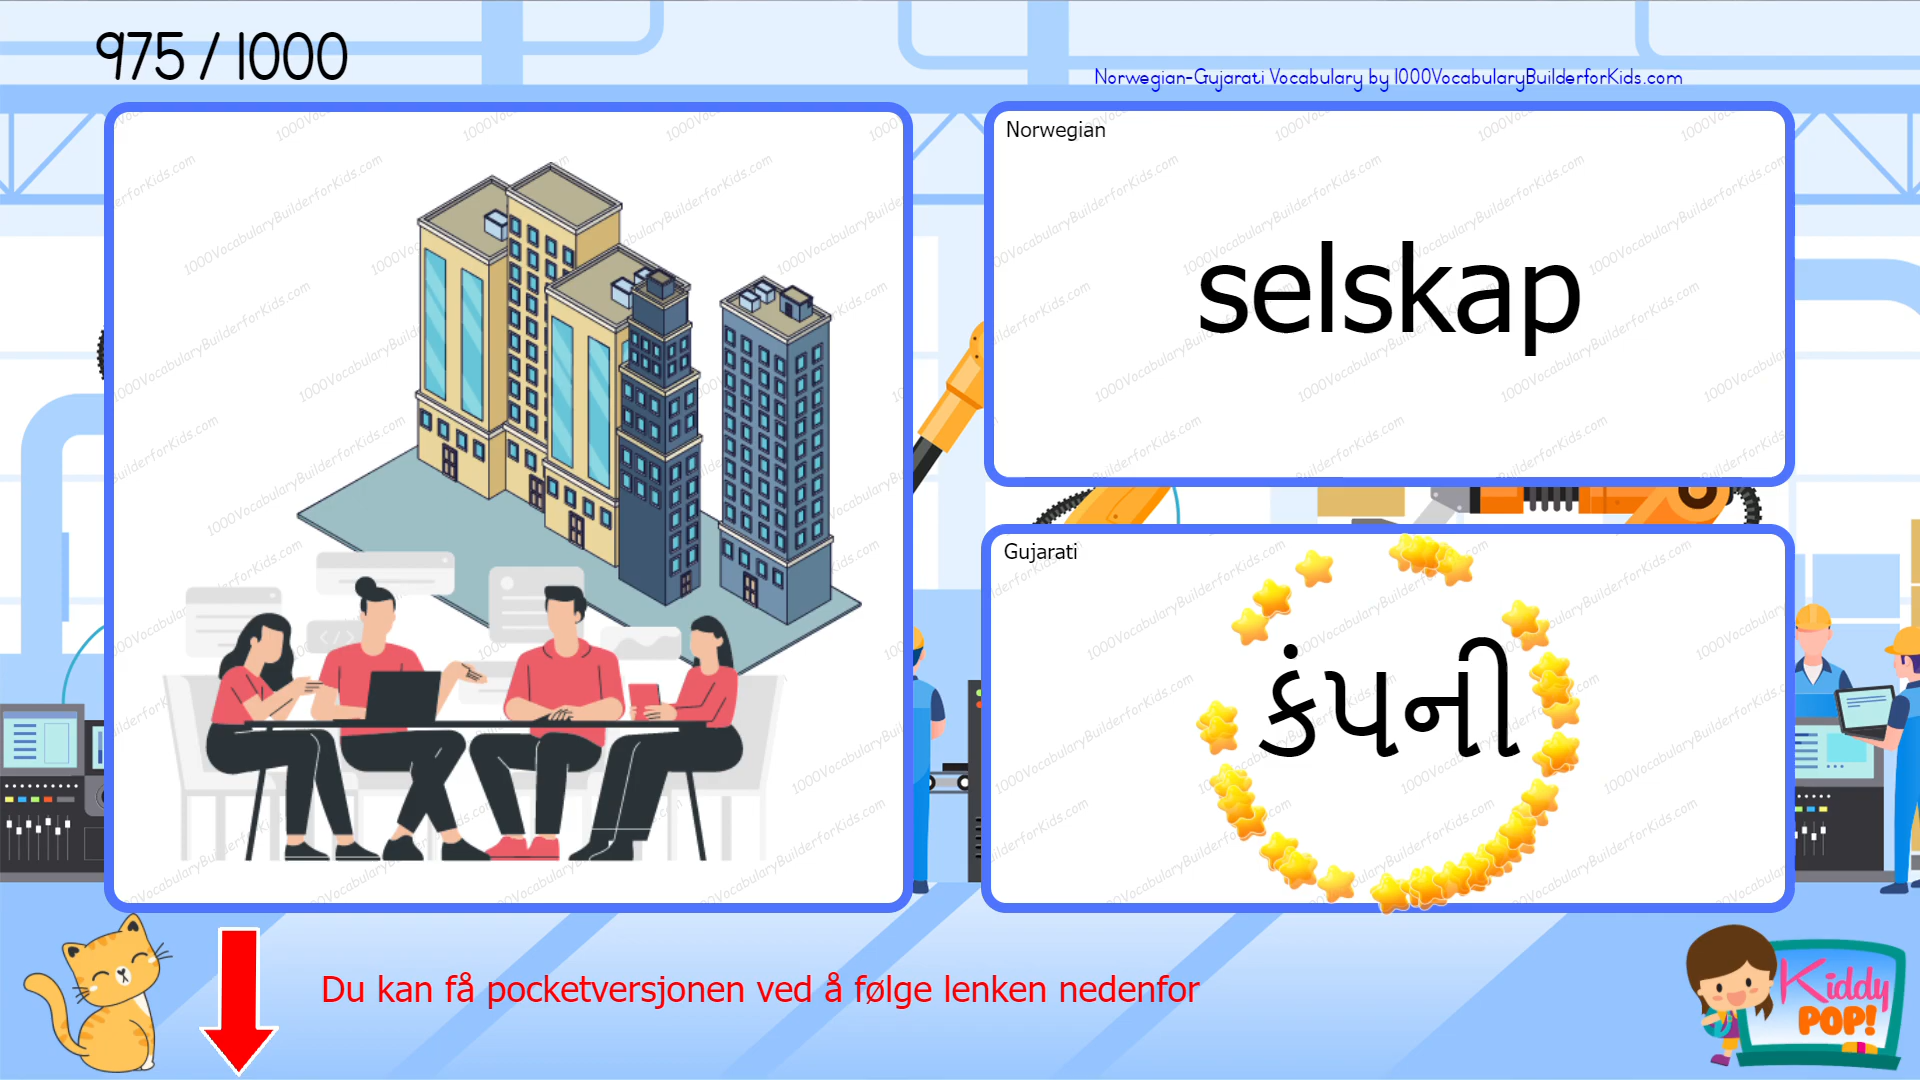 975 / 1000
Norwegian-Gujarati Vocabulary by 1000VocabularyBuilderforKids.com
Norwegian
selskap
Gujarati
કંપની
Du kan få pocketversjonen ved å følge lenken nedenfor
Kiddy
POP!